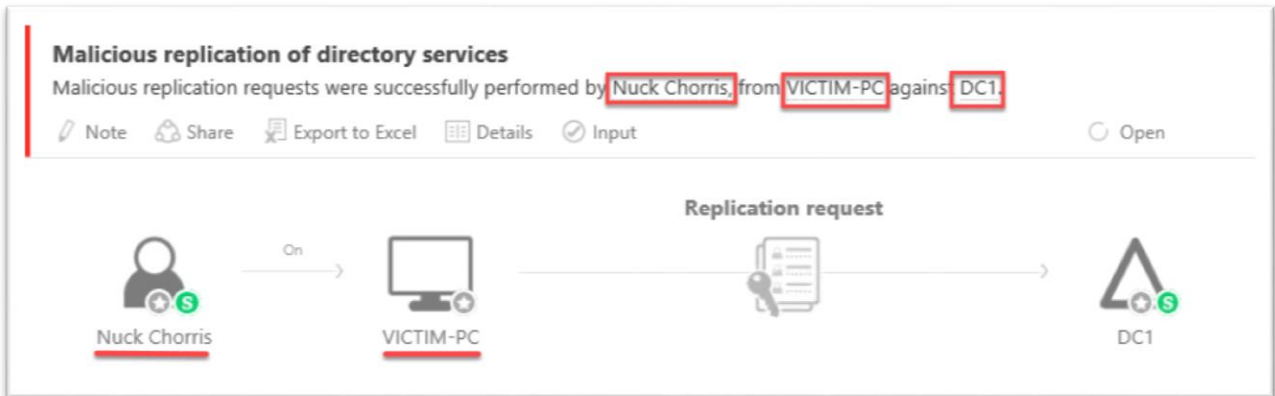 Malicious replication of directory services
Malicious replication requests were successfully performed by Nuck Chorris, from VICTIM-PC against DC1.
Note Share Export to Excel Details Input Open
Replication request
On
S S
Nuck Chorris VICTIM-PC DC1